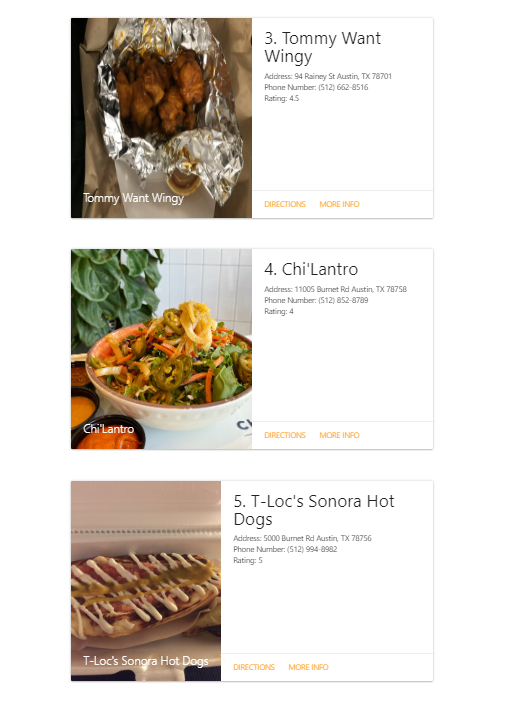 3. Tommy Want
Wingy
Address: 94 Rainey St Austin, TX 78701
Phone Number: (512) 662-8516
Rating: 4.5
Tommy Want Wingy
DIRECTIONS MORE INFO
4. Chi'Lantro
Address: 11005 Burnet Rd Austin, TX 78758
Phone Number: (512) 852-8789
Rating: 4
Chi'Lantro
DIRECTIONS MORE INFO
5. T-Loc's Sonora Hot
Dogs
Address: 5000 Burnet Rd Austin, TX 78756
Phone Number: (512) 994-8982
Rating: 5
T-Loc's Sonora Hot Dogs
DIRECTIONS MORE INFO